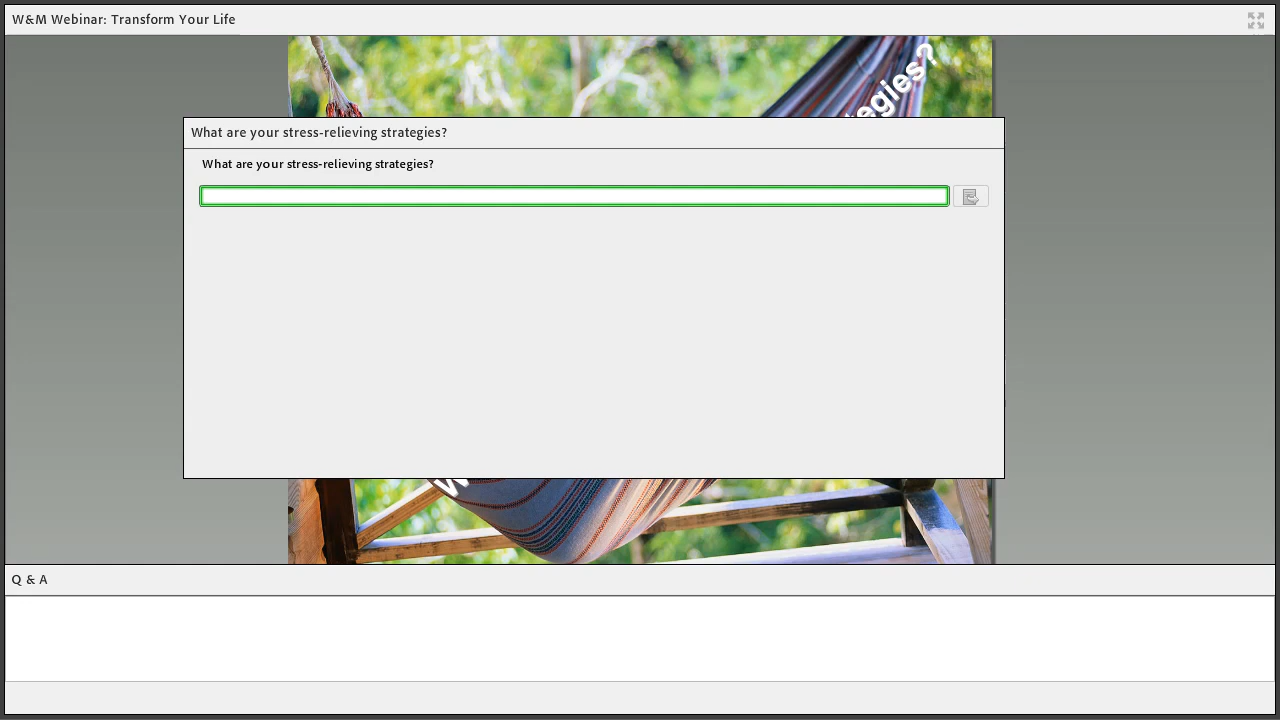 W&M Webinar: Transform Your Life
What are your stress-relieving strategies?
What are your stress-relieving strategies?
Q & A